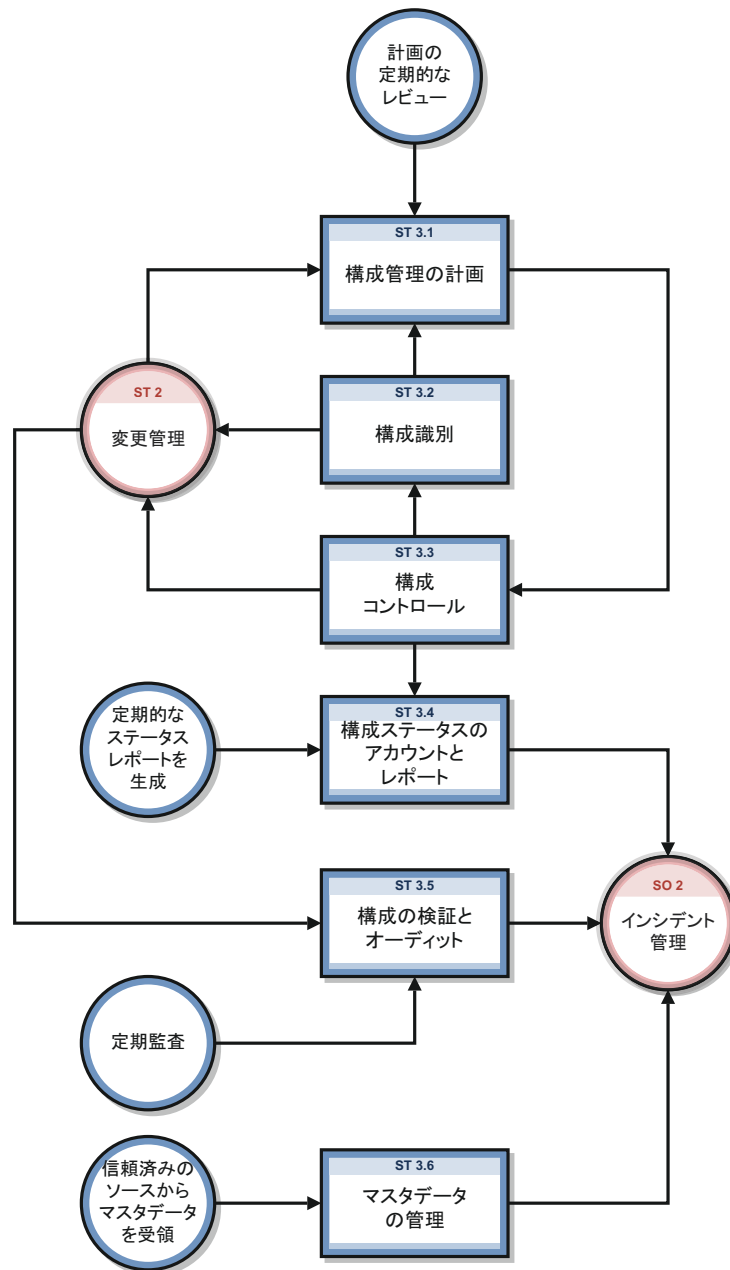 計画の
定期的な
レビュー
ST 3.1
構成管理の計画
ST 3.2
構成識別
ST 2
変更管理
ST 3.3
構成
コントロール
定期的な
ステータス
レポートを
生成
ST 3.4
構成ステータスの
アカウントと
レポート
ST 3.5
構成の検証と
オーディット
SO 2
インシデント
管理
定期監査
信頼済みの
ソースから
マスタデータ
を受領
ST 3.6
マスタデータ
の管理